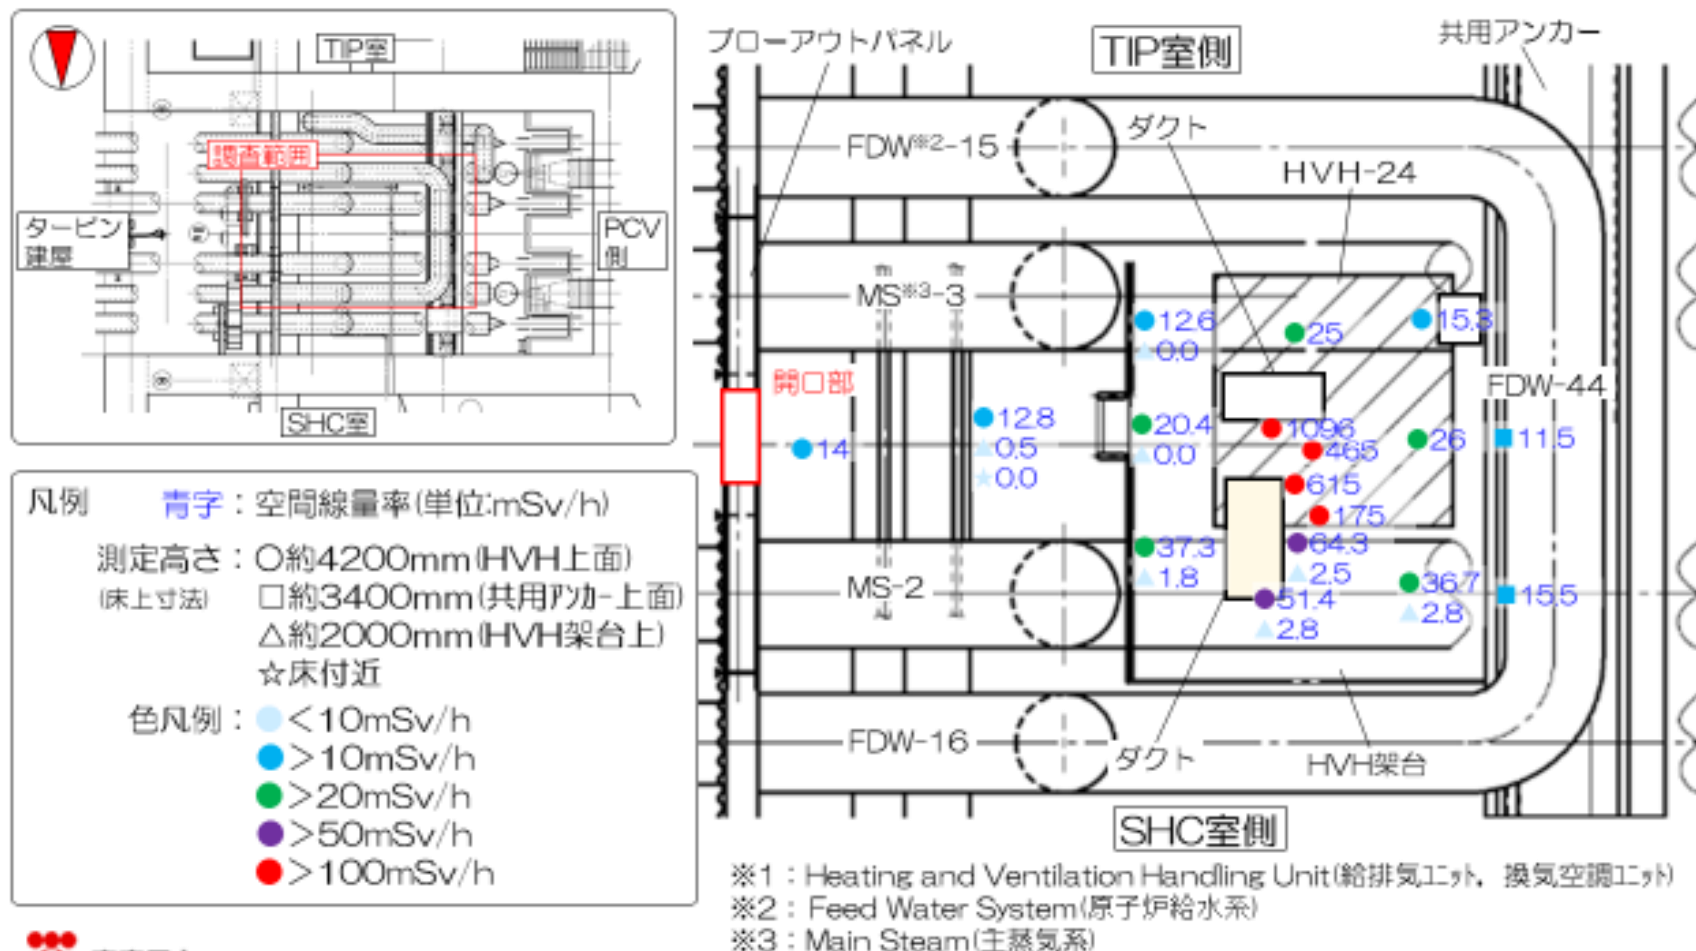 TIP室
調査範囲
タービン
建屋
PCV
側
SHC室
凡例
青字：空間線量率(単位:mSv/h)
測定高さ：〇約4200mm(HVH上面)
(床上寸法)
□約3400mm(共用ｱﾝｶｰ上面)
△約2000mm(HVH架台上)
☆床付近
色凡例：
＜10mSv/h
＞10mSv/h
＞20mSv/h
＞50mSv/h
＞100mSv/h
ブローアウトパネル
TIP室側
共用アンカー
FDW※2-15
ダクト
HVH-24
MS※3-3
12.6
0.0
25
15.3
開口部
FDW-44
14
12.8
0.5
0.0
20.4
0.0
1096
465
615
175
26
11.5
MS-2
37.3
1.8
64.3
2.5
51.4
2.8
36.7
2.8
15.5
FDW-16
ダクト
HVH架台
SHC室側
※1：Heating and Ventilation Handling Unit(給排気ﾕﾆｯﾄ，換気空調ﾕﾆｯﾄ)
※2：Feed Water System(原子炉給水系)
※3：Main Steam(主蒸気系)